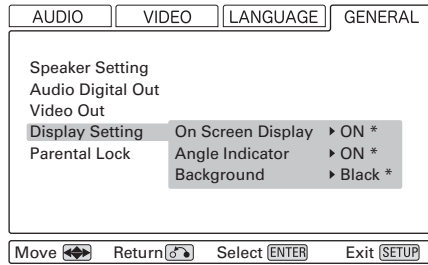 AUDIO VIDEO LANGUAGE GENERAL
Speaker Setting
Audio Digital Out
Video Out
Display Setting On Screen Display ▶ ON *
Parental Lock Angle Indicator ▶ ON *
Background ▶ Black *
Move Return Select ENTER Exit SETUP